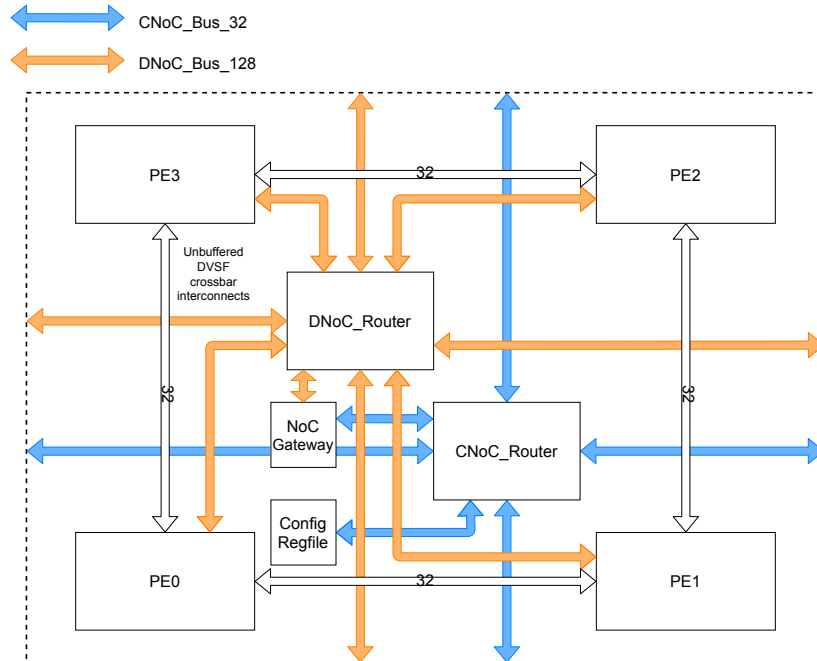 CNoC_Bus_32
DNoC_Bus_128
PE3
32
PE2
Unbuffered
DVSF
crossbar
interconnects
DNoC_Router
32
32
NoC
Gateway
CNoC_Router
Config
Regfile
PE0
32
PE1